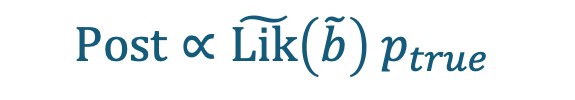 Post ∝ L͠ik(b̃) p_true